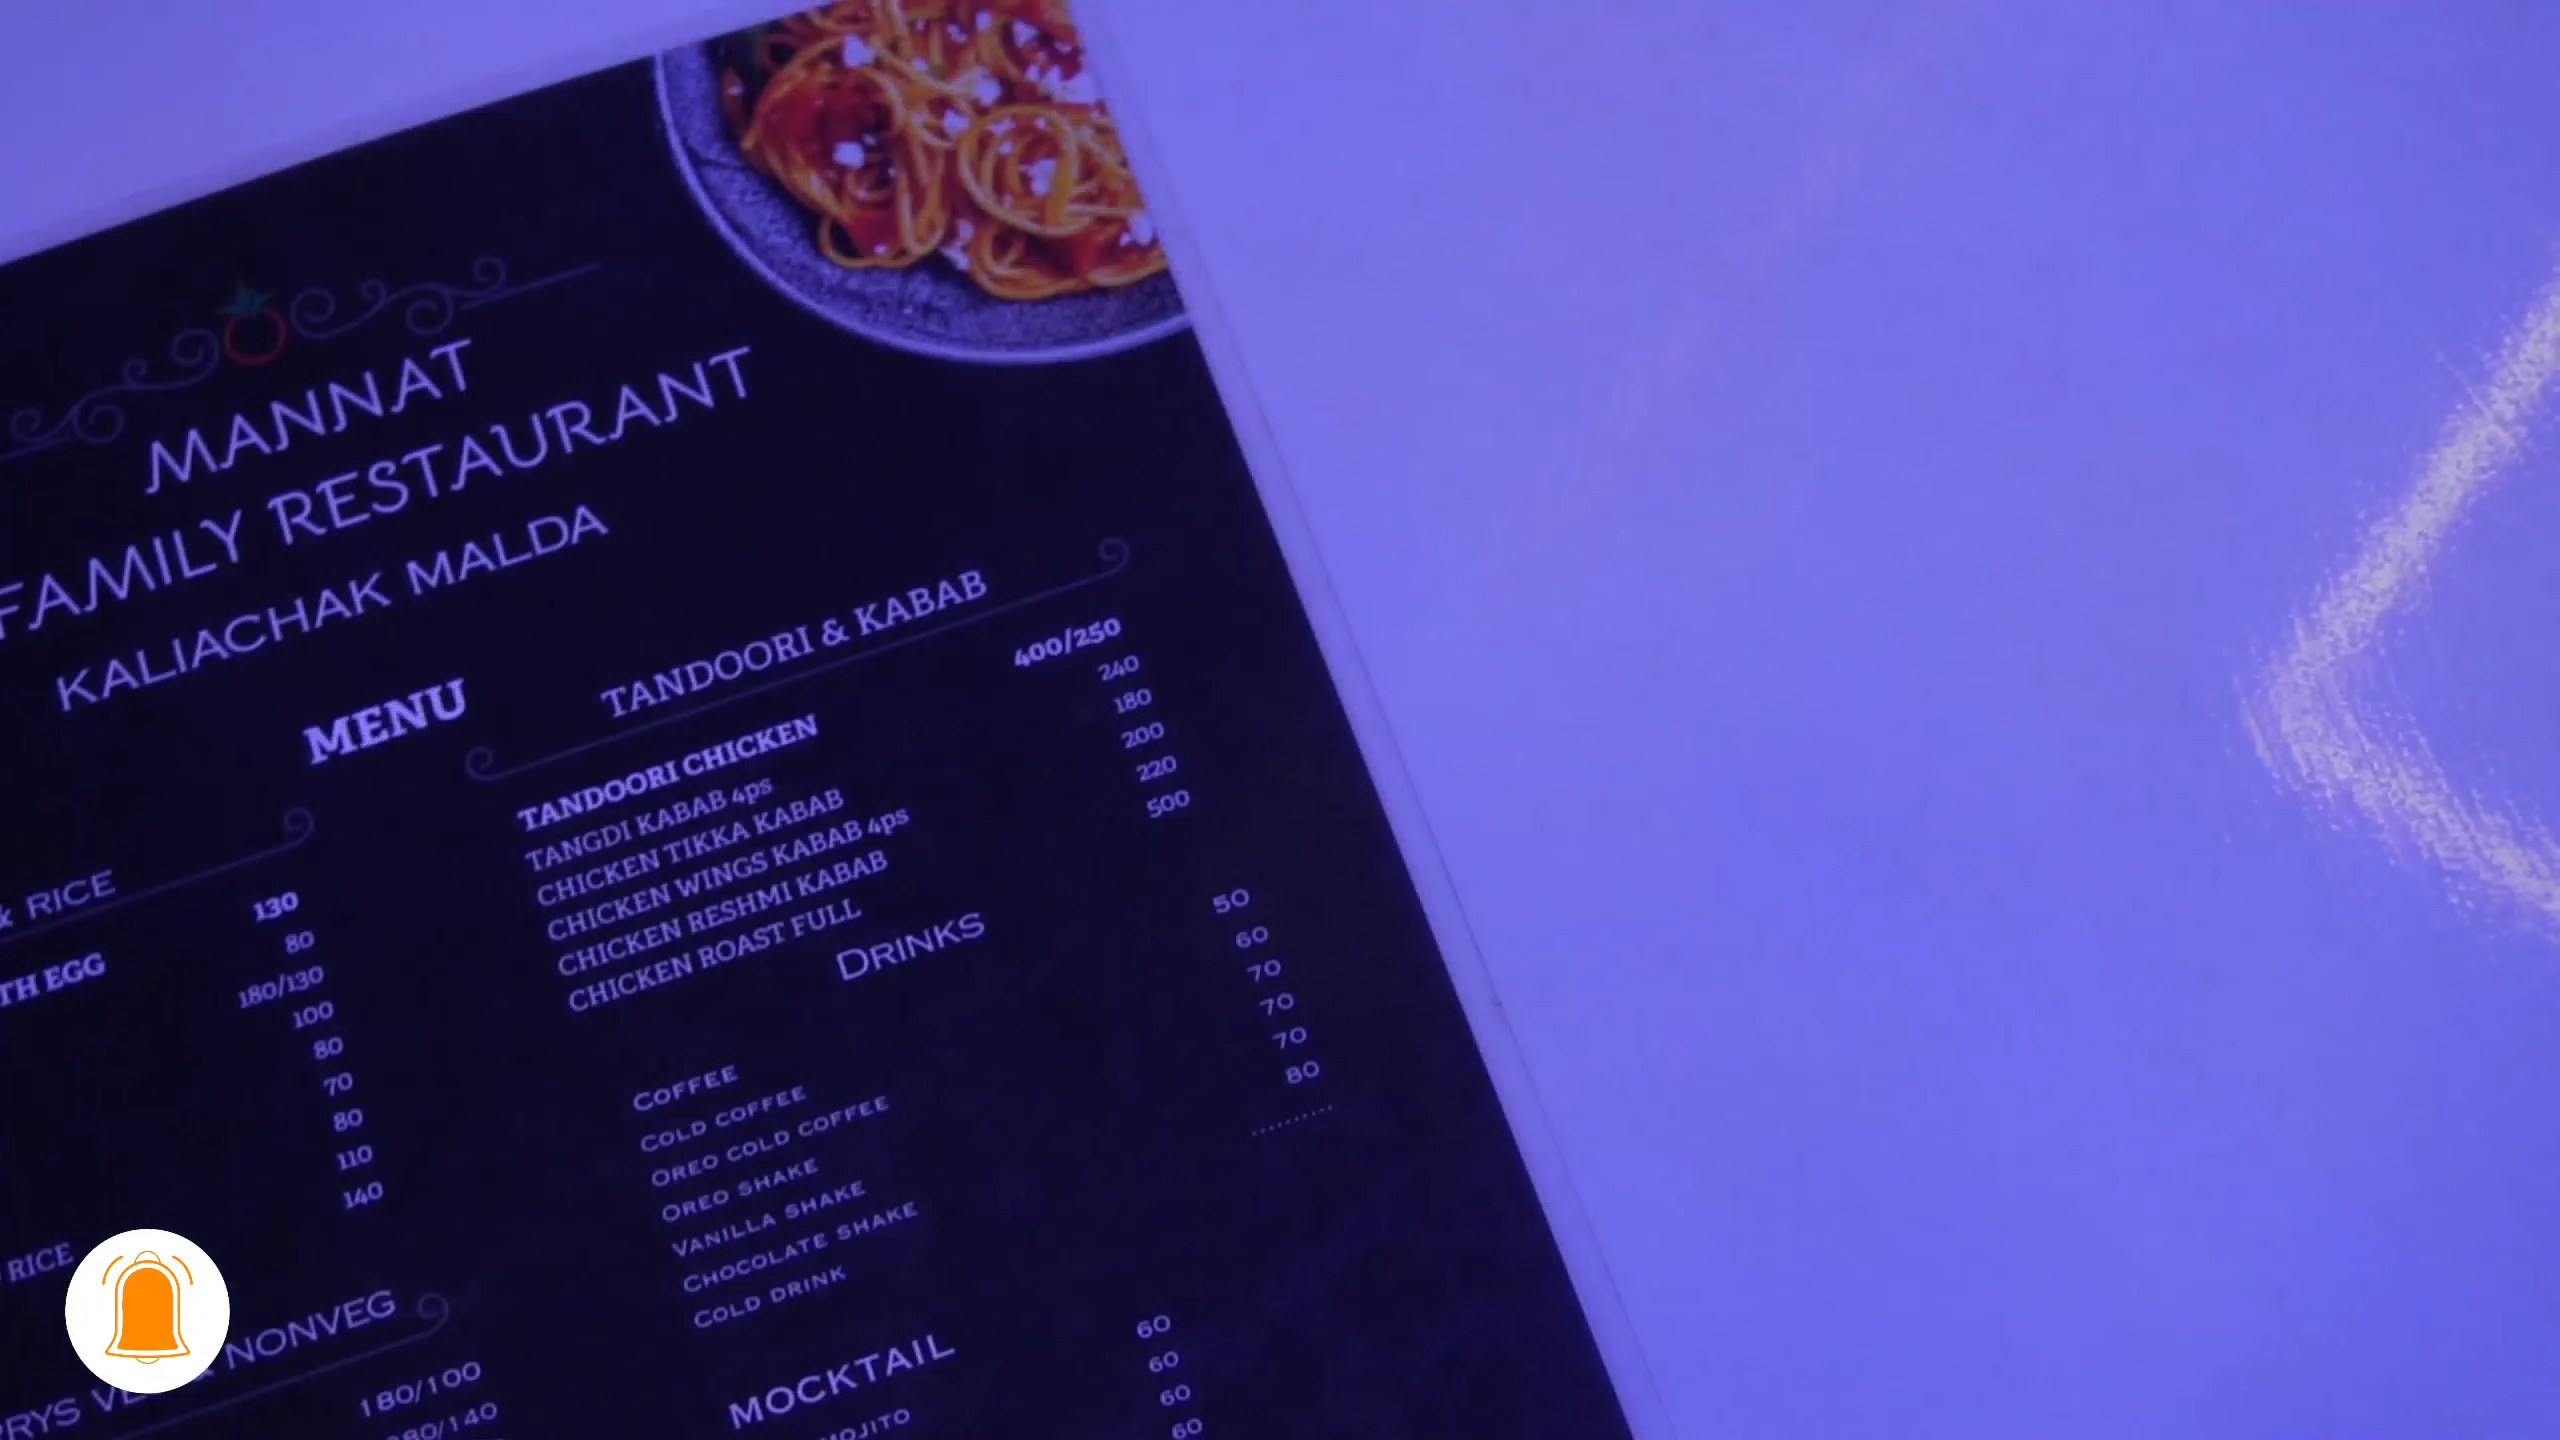 MANNAT
FAMILY RESTAURANT
KALIACHAK MALDA
MENU
& RICE
130
TH EGG
80
180/130
100
80
70
80
110
140
RICE
NONVEG
180/100
TANDOORI & KABAB
TANDOORI CHICKEN 400/250
TANGDI KABAB 4ps 240
CHICKEN TIKKA KABAB 180
CHICKEN WINGS KABAB 4ps 200
CHICKEN RESHMI KABAB 220
CHICKEN ROAST FULL 500
DRINKS
COFFEE 50
COLD COFFEE 60
OREO COLD COFFEE 70
OREO SHAKE 70
VANILLA SHAKE 70
CHOCOLATE SHAKE 80
COLD DRINK ..........
MOCKTAIL
MOJITO 60
60
60
60